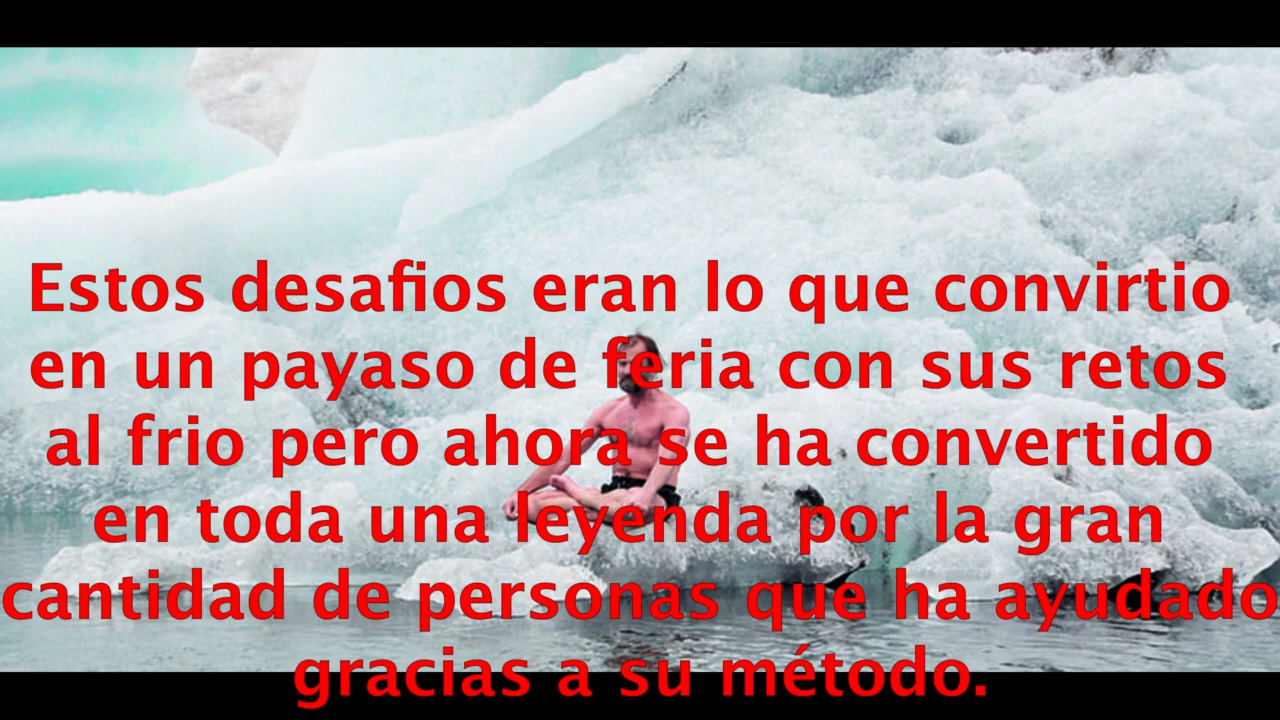 Estos desafios eran lo que convirtio
en un payaso de feria con sus retos
al frio pero ahora se ha convertido
en toda una leyenda por la gran
cantidad de personas que ha ayudado
gracias a su método.